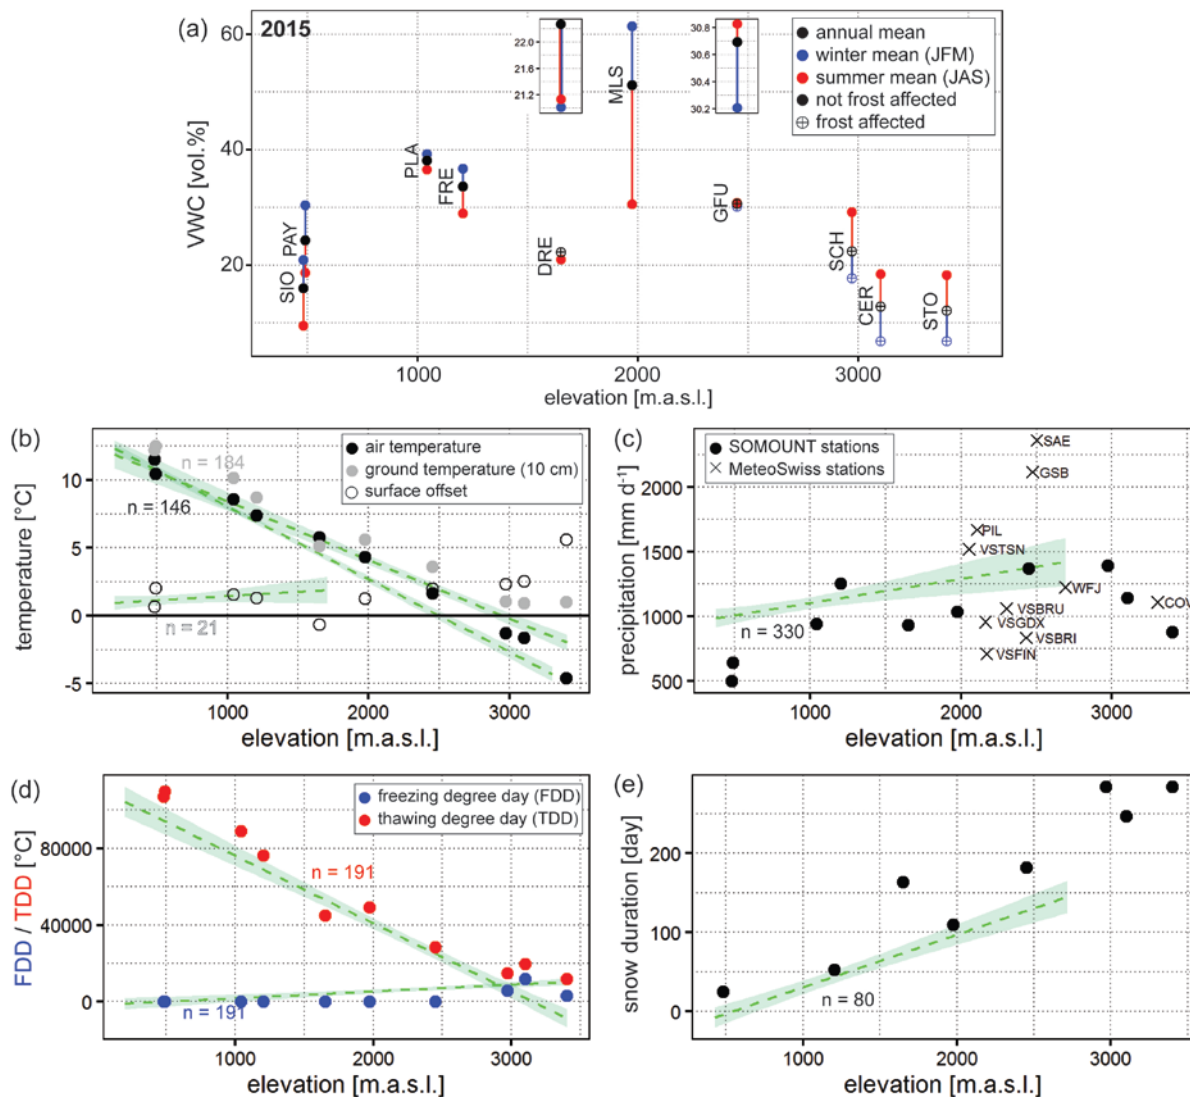 (a)
2015
VWC [vol.%]
60
40
20
22.0
21.6
21.2
30.8
30.6
30.4
30.2
annual mean
winter mean (JFM)
summer mean (JAS)
not frost affected
frost affected
SIO
PAY
PLA
FRE
DRE
MLS
GFU
SCH
CER
STO
1000
2000
3000
elevation [m.a.s.l.]
(b)
temperature [°C]
10
5
0
-5
air temperature
ground temperature (10 cm)
surface offset
n = 184
n = 146
n = 21
1000
2000
3000
elevation [m.a.s.l.]
(c)
precipitation [mm d⁻¹]
2000
1500
1000
500
SOMOUNT stations
MeteoSwiss stations
SAE
GSB
PIL
VSTSN
WFJ
COV
VSBRU
VSGDX
VSBRI
VSFIN
n = 330
1000
2000
3000
elevation [m.a.s.l.]
(d)
FDD / TDD [°C]
80000
40000
0
freezing degree day (FDD)
thawing degree day (TDD)
n = 191
n = 191
1000
2000
3000
elevation [m.a.s.l.]
(e)
snow duration [day]
200
100
0
n = 80
1000
2000
3000
elevation [m.a.s.l.]